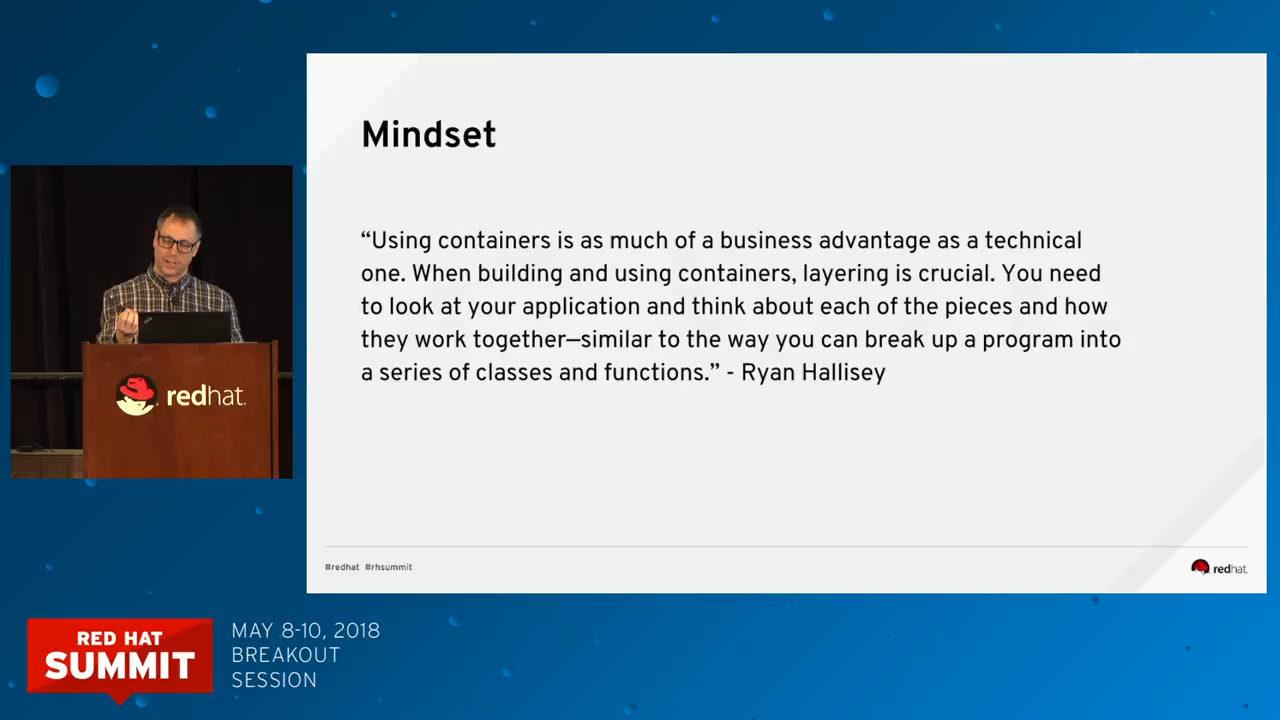 Mindset
“Using containers is as much of a business advantage as a technical
one. When building and using containers, layering is crucial. You need
to look at your application and think about each of the pieces and how
they work together—similar to the way you can break up a program into
a series of classes and functions.” - Ryan Hallisey
redhat.
#redhat #rhsummit
redhat.
RED HAT
SUMMIT
MAY 8-10, 2018
BREAKOUT
SESSION